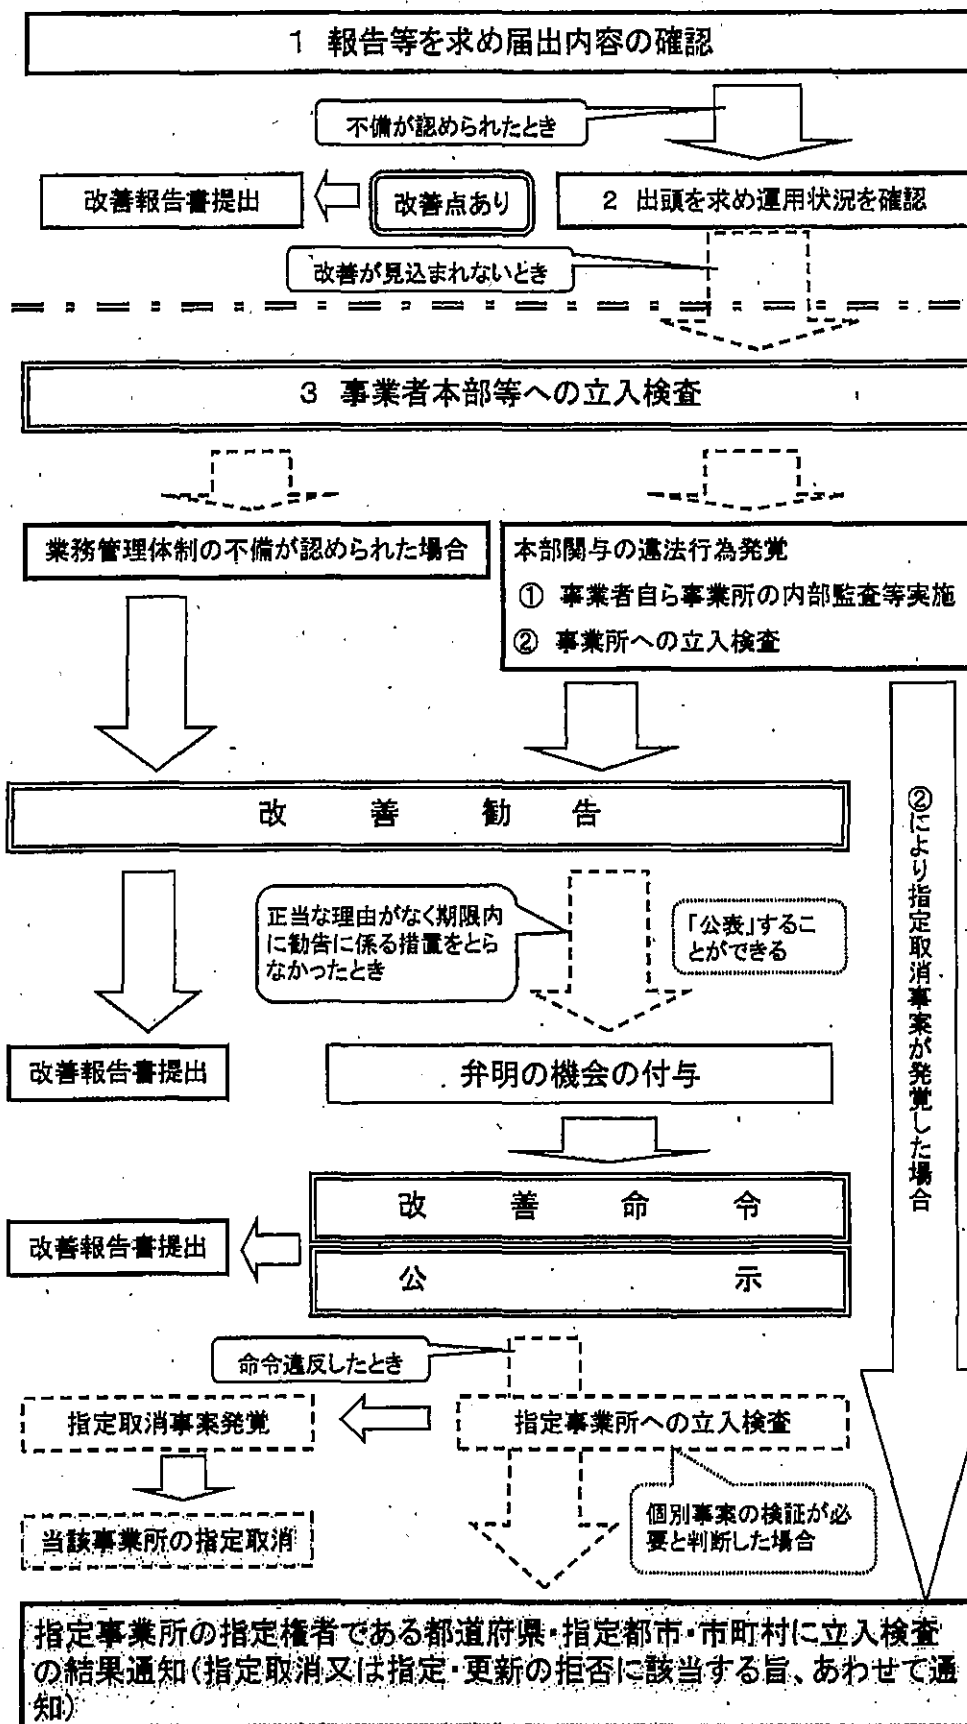 1 報告等を求め届出内容の確認
不備が認められたとき
改善報告書提出
改善点あり
2 出頭を求め運用状況を確認
改善が見込まれないとき
3 事業者本部等への立入検査
業務管理体制の不備が認められた場合
本部関与の違法行為発覚
① 事業者自ら事業所の内部監査等実施
② 事業所への立入検査
改善勧告
②により指定取消事案が発覚した場合
正当な理由がなく期限内
に勧告に係る措置をとら
なかったとき
「公表」するこ
とができる
改善報告書提出
弁明の機会の付与
改善命令
改善報告書提出
公示
命令違反したとき
指定取消事案発覚
指定事業所への立入検査
当該事業所の指定取消
個別事案の検証が必
要と判断した場合
指定事業所の指定権者である都道府県・指定都市・市町村に立入検査
の結果通知(指定取消又は指定・更新の拒否に該当する旨、あわせて通
知)